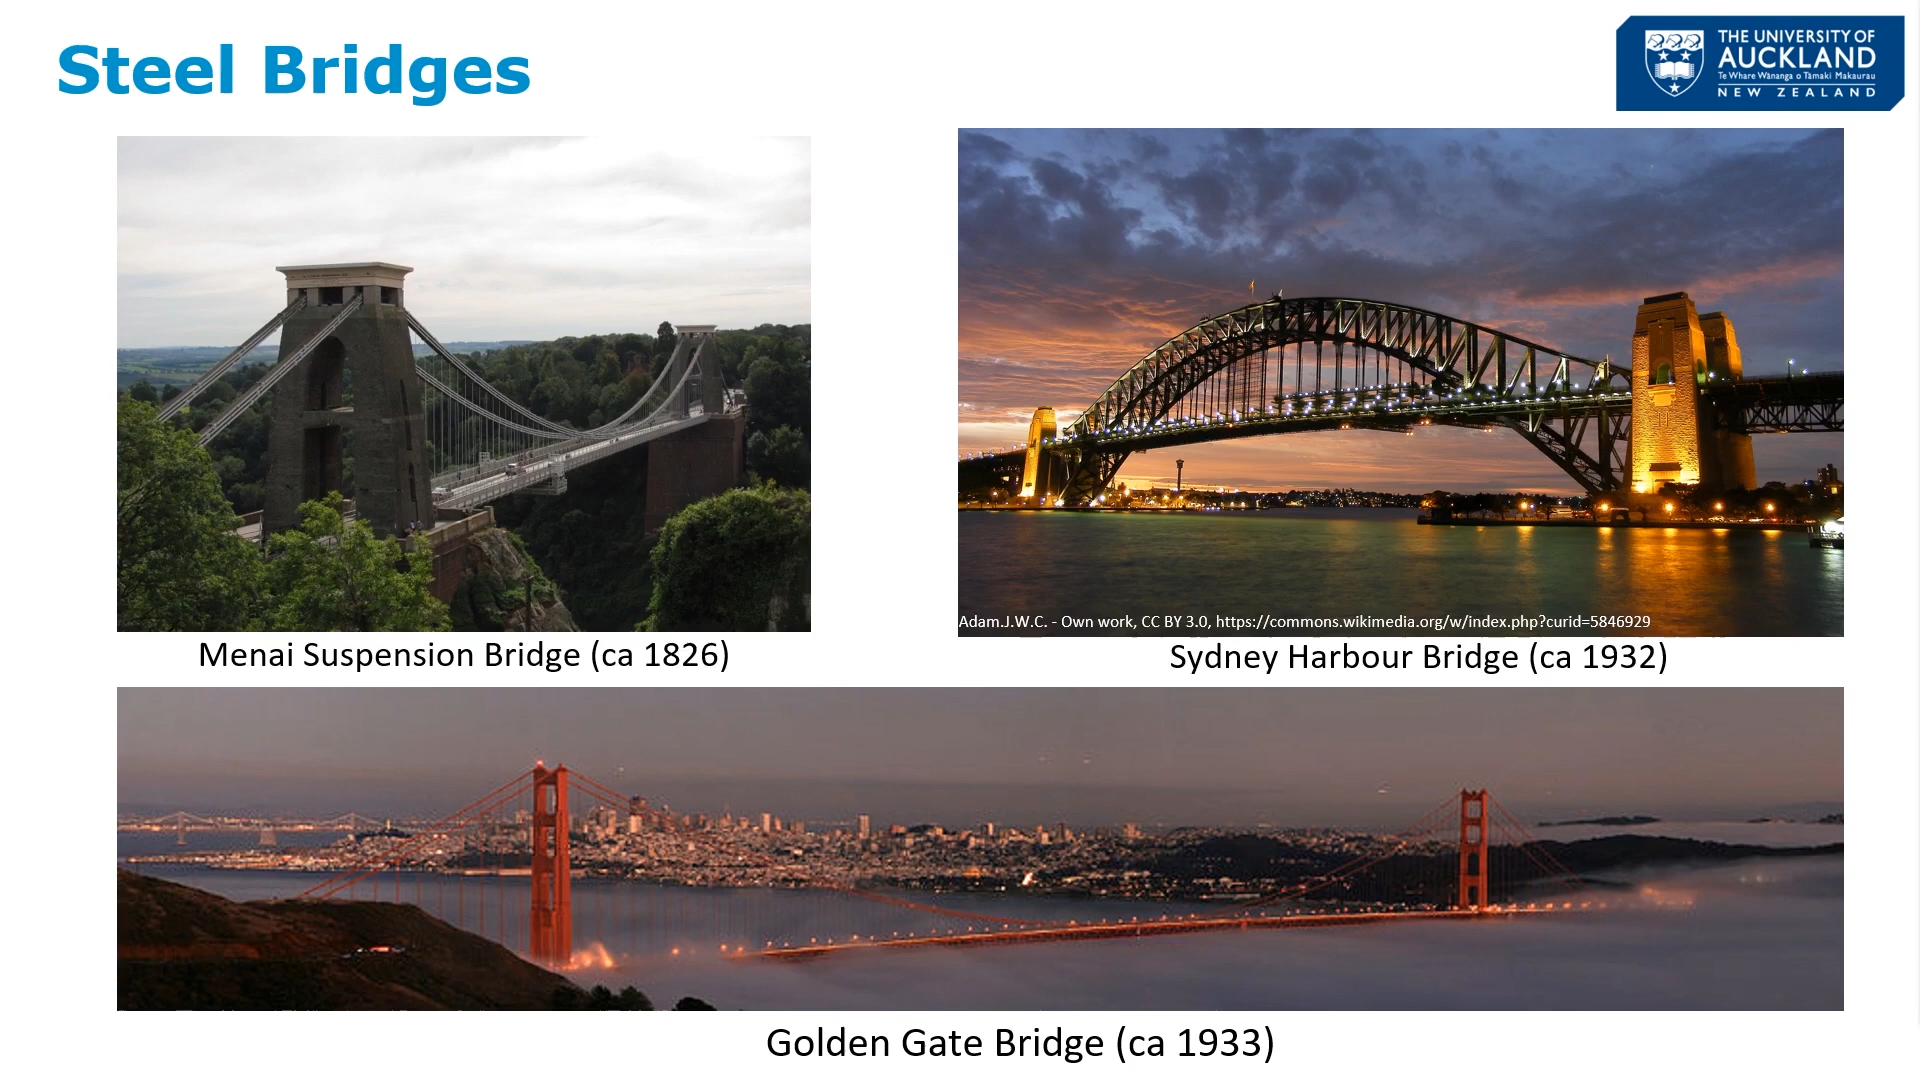 Steel Bridges
THE UNIVERSITY OF
AUCKLAND
Te Whare Wānanga o Tāmaki Makaurau
NEW ZEALAND
Adam.J.W.C. - Own work, CC BY 3.0, https://commons.wikimedia.org/w/index.php?curid=5846929
Menai Suspension Bridge (ca 1826)
Sydney Harbour Bridge (ca 1932)
Golden Gate Bridge (ca 1933)